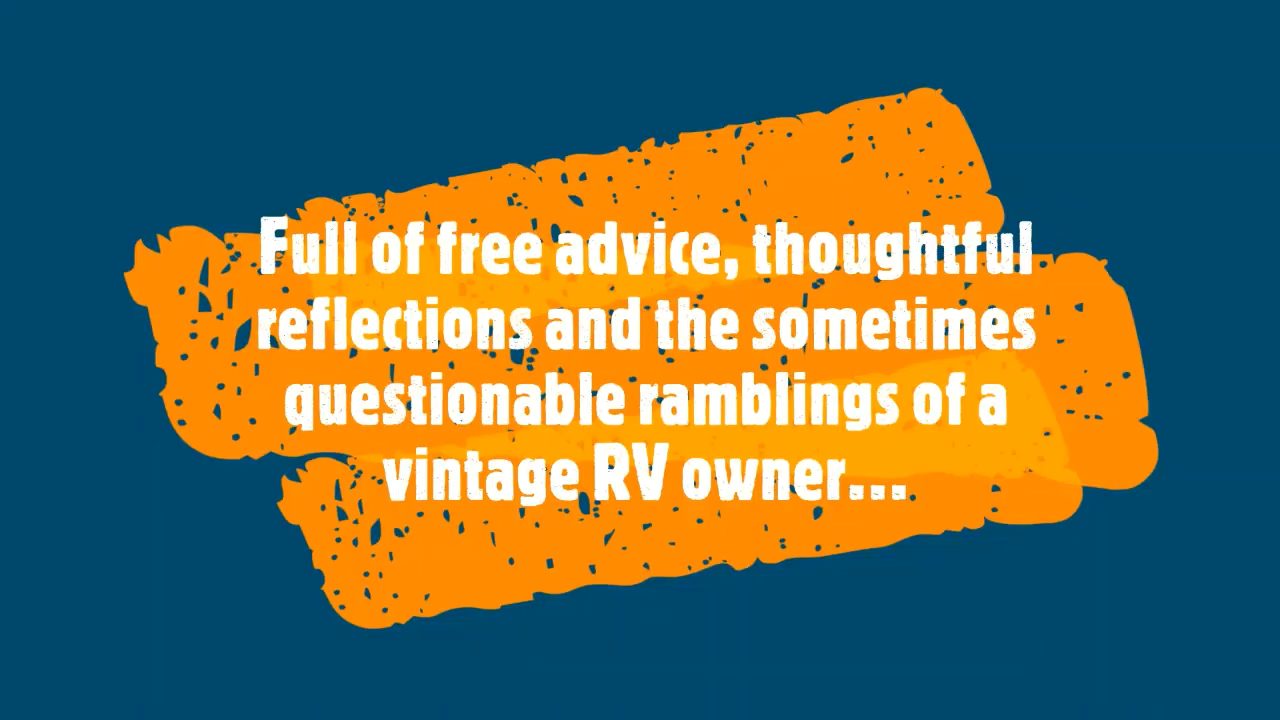 Full of free advice, thoughtful
reflections and the sometimes
questionable ramblings of a
vintage RV owner...